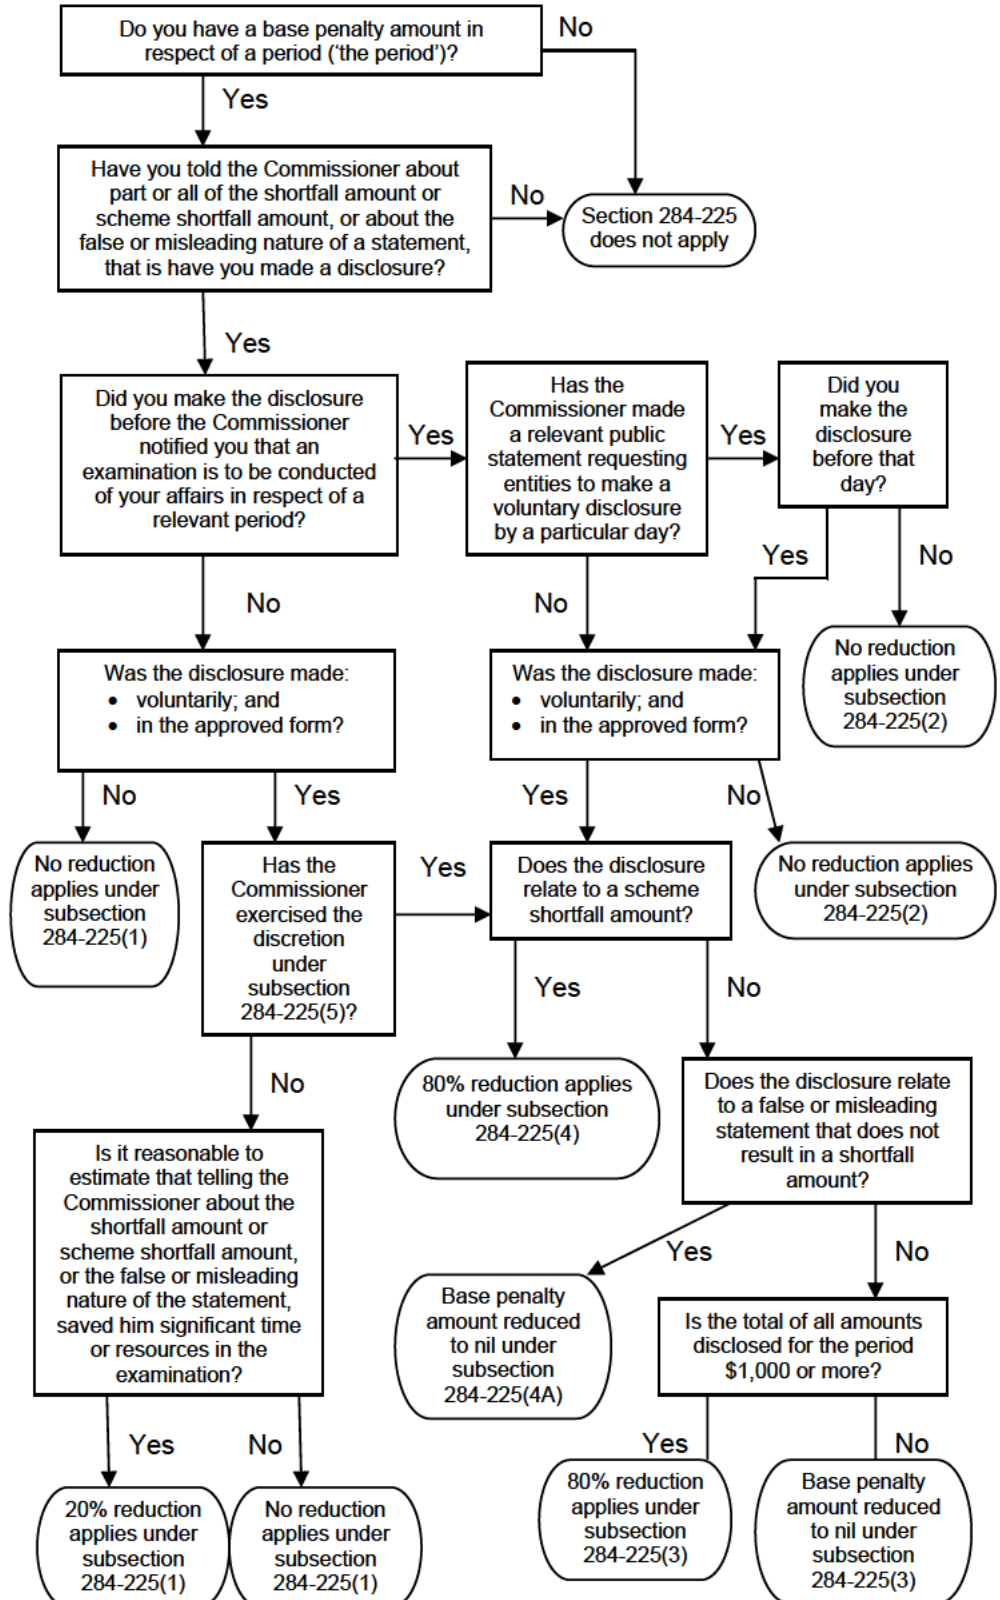 Do you have a base penalty amount in
respect of a period (‘the period’)?
No
Yes
Have you told the Commissioner about
part or all of the shortfall amount or
scheme shortfall amount, or about the
false or misleading nature of a statement,
that is have you made a disclosure?
No
Section 284-225
does not apply
Yes
Did you make the disclosure
before the Commissioner
notified you that an
examination is to be conducted
of your affairs in respect of a
relevant period?
Yes
Has the
Commissioner made
a relevant public
statement requesting
entities to make a
voluntary disclosure
by a particular day?
Yes
Did you
make the
disclosure
before that
day?
No
No
Yes
No
Was the disclosure made:
• voluntarily; and
• in the approved form?
Was the disclosure made:
• voluntarily; and
• in the approved form?
No reduction
applies under
subsection
284-225(2)
No
Yes
Yes
No
No reduction
applies under
subsection
284-225(1)
Has the
Commissioner
exercised the
discretion
under
subsection
284-225(5)?
Yes
Does the disclosure
relate to a scheme
shortfall amount?
No reduction applies
under subsection
284-225(2)
No
Yes
No
80% reduction applies
under subsection
284-225(4)
Does the disclosure relate
to a false or misleading
statement that does not
result in a shortfall
amount?
Is it reasonable to
estimate that telling the
Commissioner about the
shortfall amount or
scheme shortfall amount,
or the false or misleading
nature of the statement,
saved him significant time
or resources in the
examination?
Yes
No
Base penalty
amount reduced
to nil under
subsection
284-225(4A)
Is the total of all amounts
disclosed for the period
$1,000 or more?
Yes
No
Yes
No
20% reduction
applies under
subsection
284-225(1)
No reduction
applies under
subsection
284-225(1)
80% reduction
applies under
subsection
284-225(3)
Base penalty
amount reduced
to nil under
subsection
284-225(3)